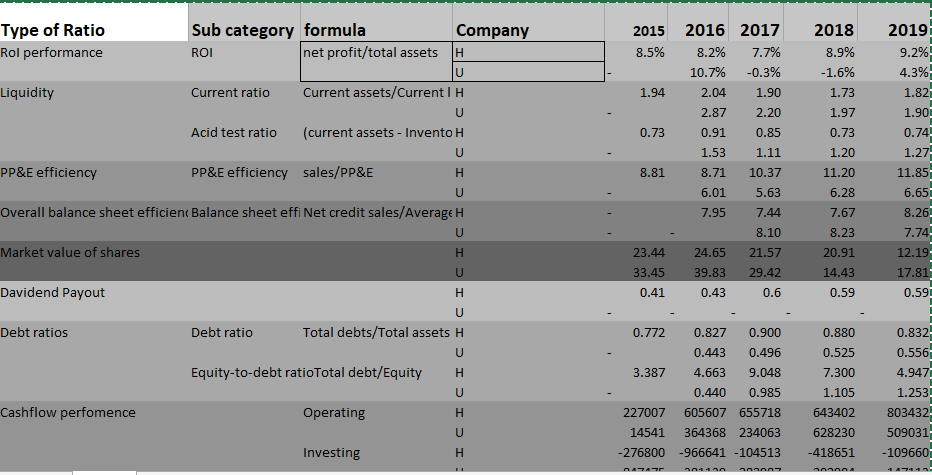 Type of Ratio Sub category formula Company 2015 2016 2017 2018 2019
RoI performance ROI net profit/total assets H 8.5% 8.2% 7.7% 8.9% 9.2%
U - 10.7% -0.3% -1.6% 4.3%
Liquidity Current ratio Current assets/Current l H 1.94 2.04 1.90 1.73 1.82
U - 2.87 2.20 1.97 1.90
Acid test ratio (current assets - Invento H 0.73 0.91 0.85 0.73 0.74
U - 1.53 1.11 1.20 1.27
PP&E efficiency PP&E efficiency sales/PP&E H 8.81 8.71 10.37 11.20 11.85
U - 6.01 5.63 6.28 6.65
Overall balance sheet efficienc Balance sheet effi Net credit sales/Average H - 7.95 7.44 7.67 8.26
U - - 8.10 8.23 7.74
Market value of shares H 23.44 24.65 21.57 20.91 12.19
U 33.45 39.83 29.42 14.43 17.81
Davidend Payout H 0.41 0.43 0.6 0.59 0.59
U - - - - -
Debt ratios Debt ratio Total debts/Total assets H 0.772 0.827 0.900 0.880 0.832
U - 0.443 0.496 0.525 0.556
Equity-to-debt ratio Total debt/Equity H 3.387 4.663 9.048 7.300 4.947
U - 0.440 0.985 1.105 1.253
Cashflow perfomence Operating H 227007 605607 655718 643402 803432
U 14541 364368 234063 628230 509031
Investing H -276800 -966641 -104513 -418651 -109660